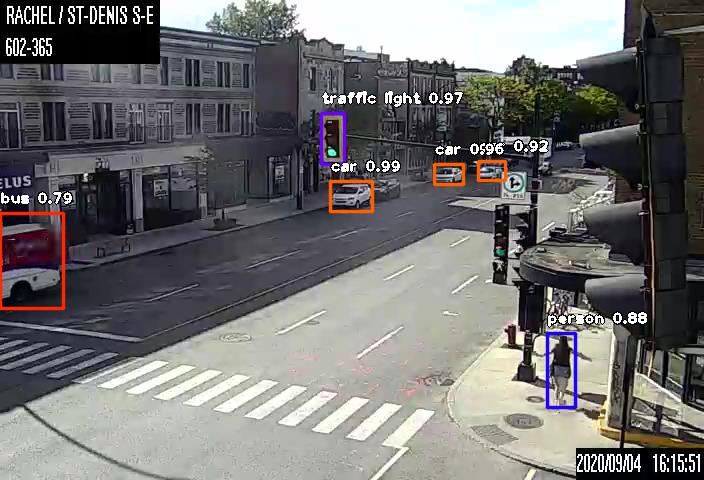 RACHEL / ST-DENIS S-E
602-365
traffic light 0.97
car 0.99
car 0.96
0.92
ELUS
bus 0.79
person 0.88
2020/09/04 16:15:51